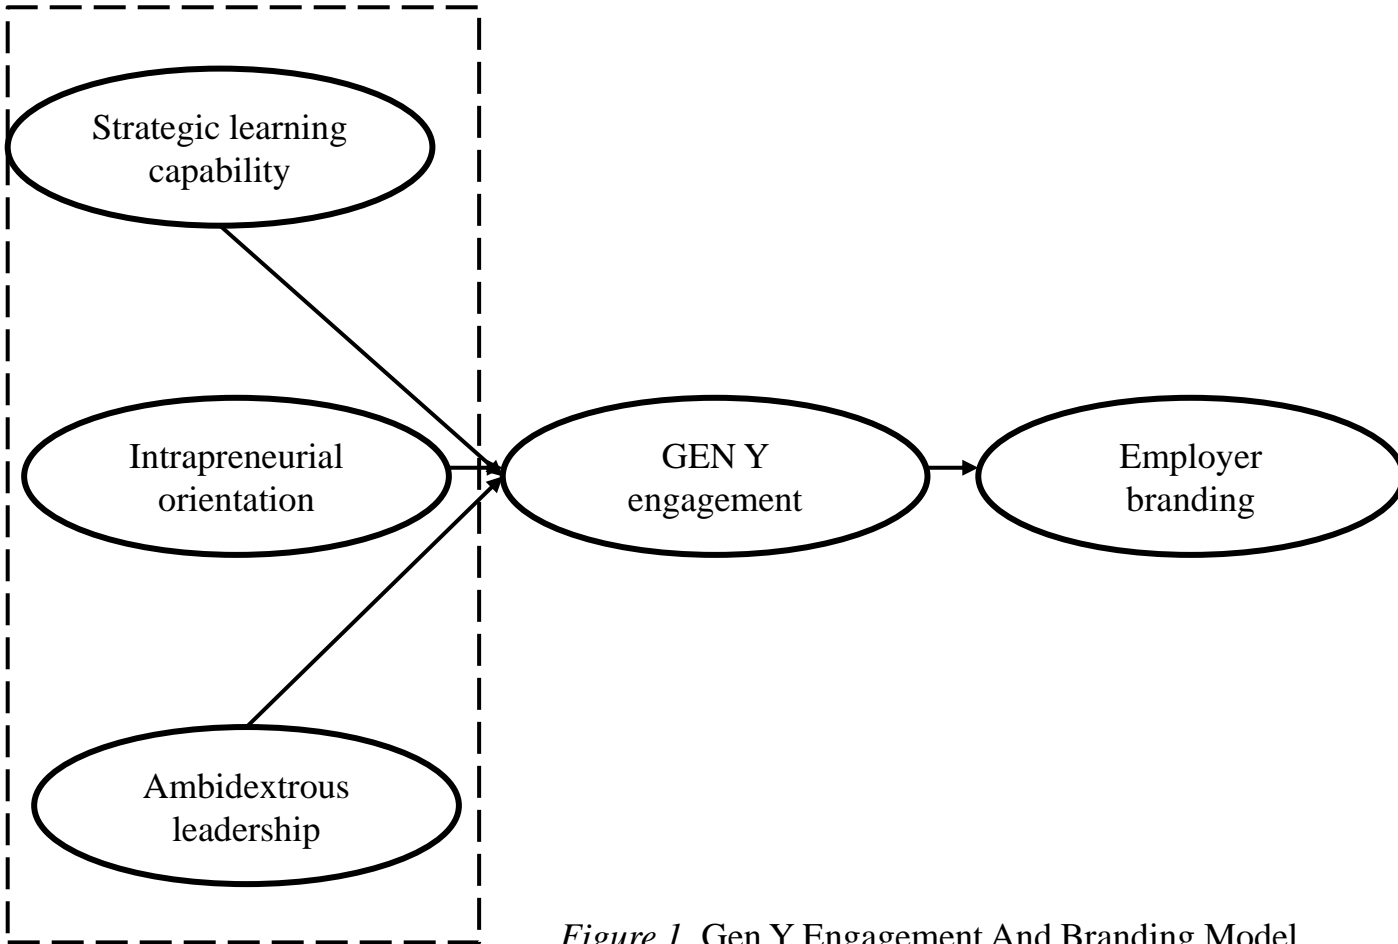 Strategic learning
capability
Intrapreneurial
orientation
GEN Y
engagement
Employer
branding
Ambidextrous
leadership
Figure 1. Gen Y Engagement And Branding Model